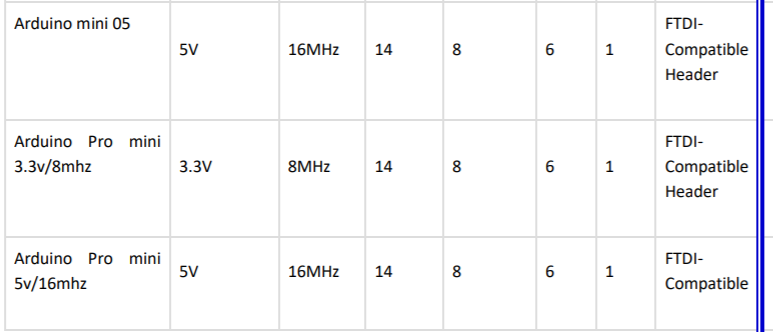 Arduino mini 05 5V 16MHz 14 8 6 1 FTDI-
Compatible
Header
Arduino Pro mini
3.3v/8mhz 3.3V 8MHz 14 8 6 1 FTDI-
Compatible
Header
Arduino Pro mini
5v/16mhz 5V 16MHz 14 8 6 1 FTDI-
Compatible